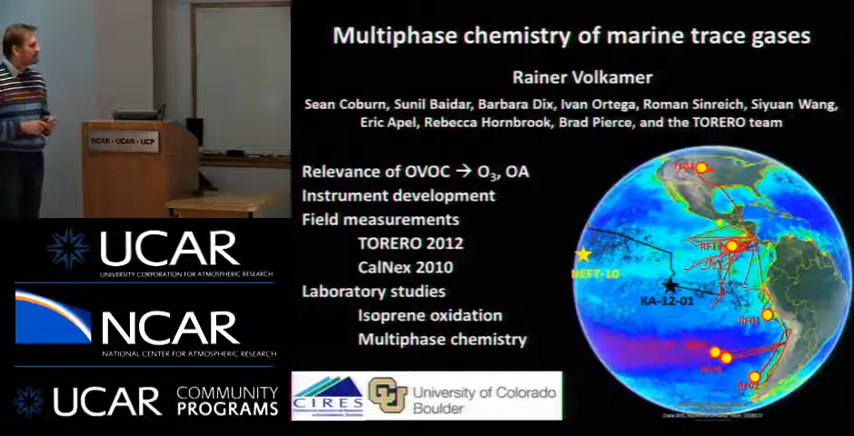 Multiphase chemistry of marine trace gases
Rainer Volkamer
Sean Coburn, Sunil Baidar, Barbara Dix, Ivan Ortega, Roman Sinreich, Siyuan Wang,
Eric Apel, Rebecca Hornbrook, Brad Pierce, and the TORERO team
NCAR • UCAR • UCP
Relevance of OVOC → O₃, OA
Instrument development
Field measurements
TORERO 2012
CalNex 2010
Laboratory studies
Isoprene oxidation
Multiphase chemistry
HEFT-10
KA-12-01
RF01
RF02
UCAR
UNIVERSITY CORPORATION FOR ATMOSPHERIC RESEARCH
NCAR
NATIONAL CENTER FOR ATMOSPHERIC RESEARCH
UCAR COMMUNITY
PROGRAMS
CIRES
CU
University of Colorado
Boulder